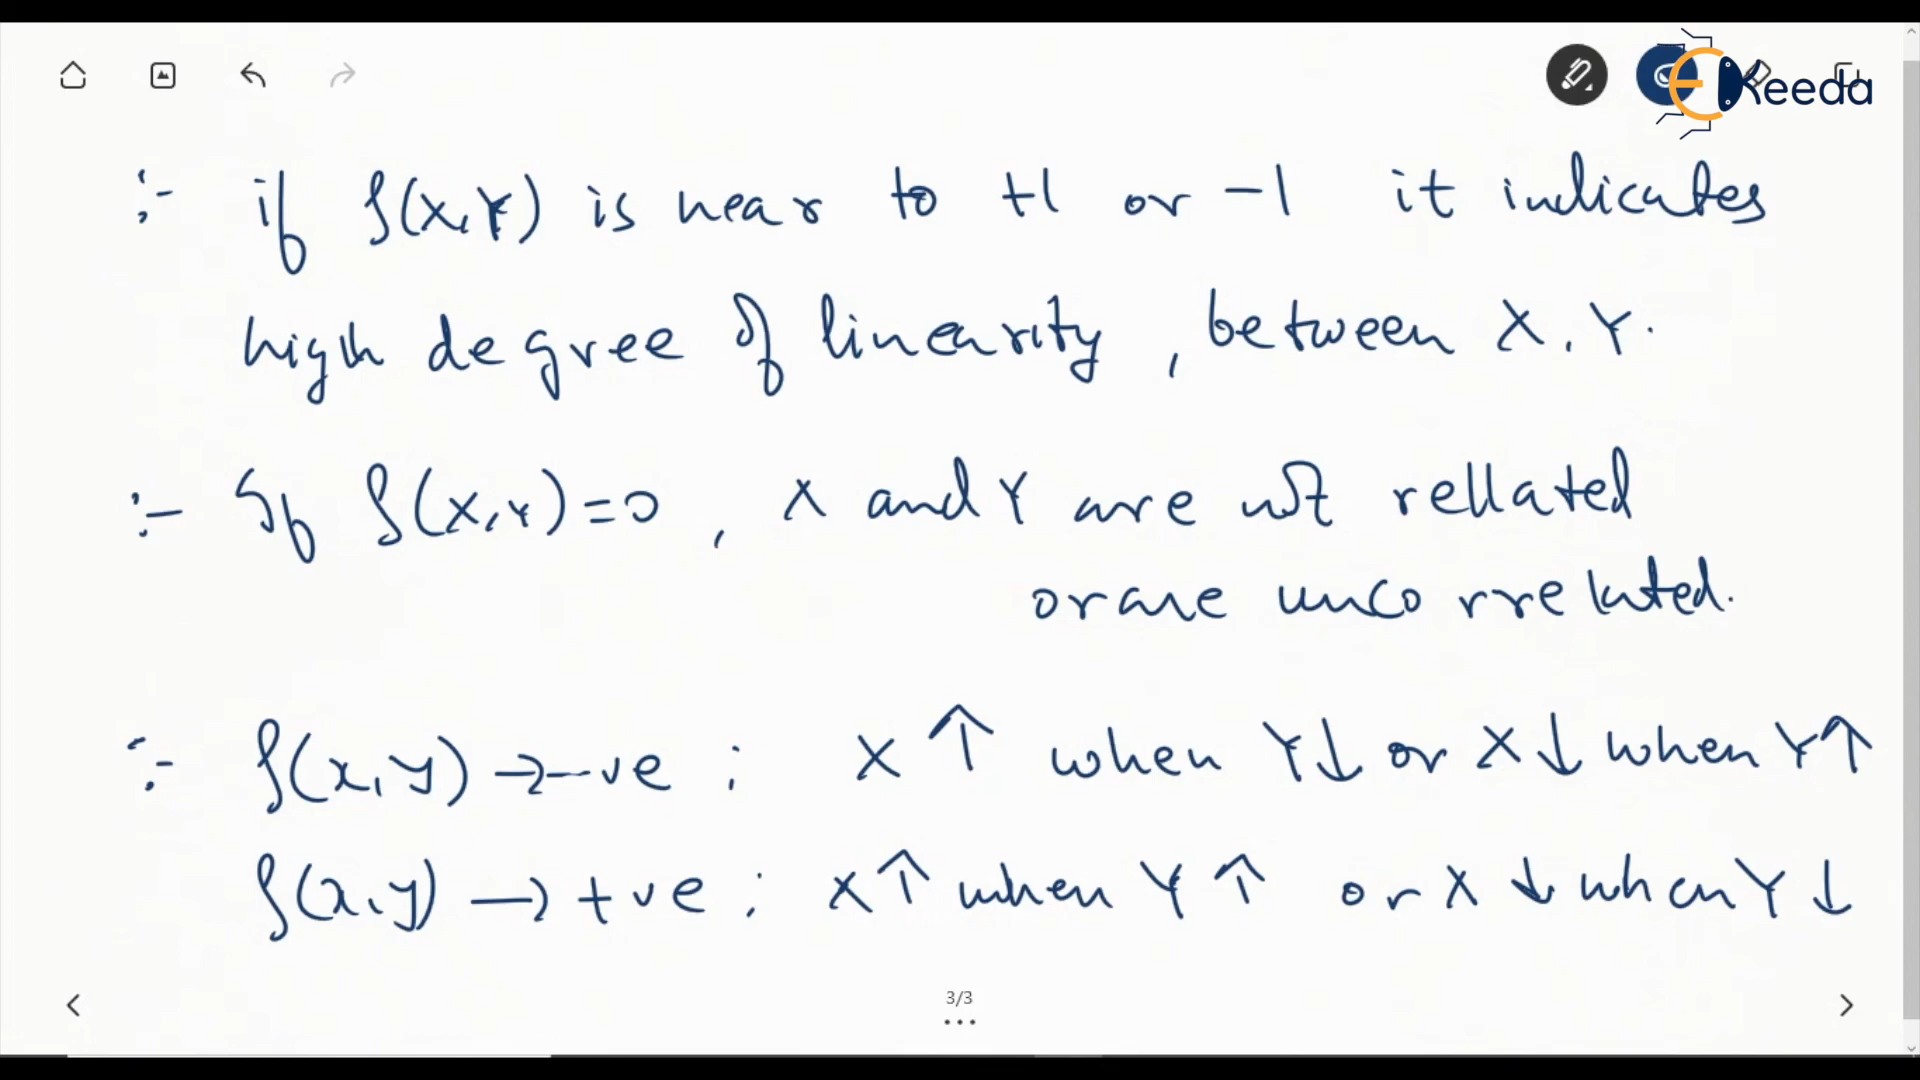 EKeeda
:- if ρ(X,Y) is near to +1 or -1 it indicates
high degree of linearity, between X, Y.
:- If ρ(X,Y)=0, X and Y are not rellated
or are uncorrelated.
:- ρ(x,y) → -ve : X ↑ when Y↓ or X↓ when Y↑
ρ(x,y) → +ve : X↑ when Y ↑ or X ↓ when Y ↓
3/3